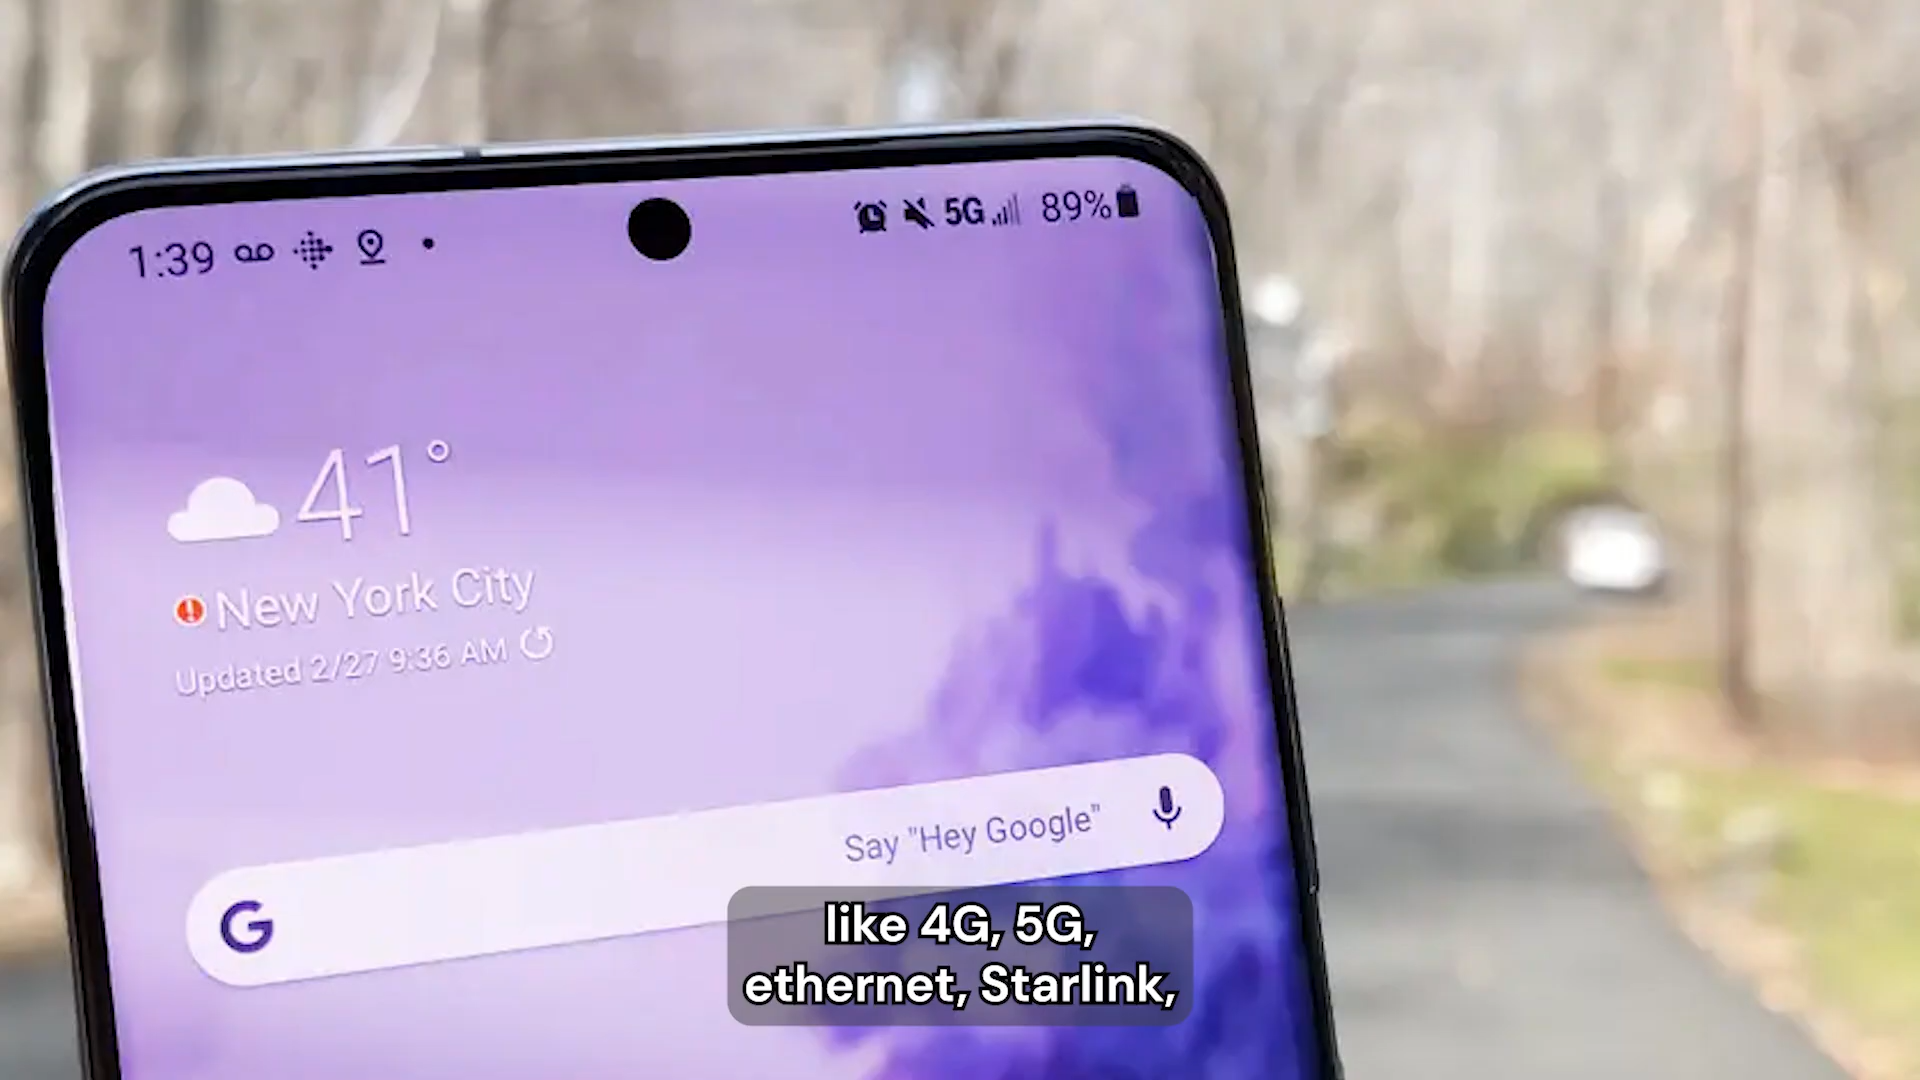 1:39
5G 89%
41°
New York City
Updated 2/27 9:36 AM
Say "Hey Google"
G
like 4G, 5G,
ethernet, Starlink,